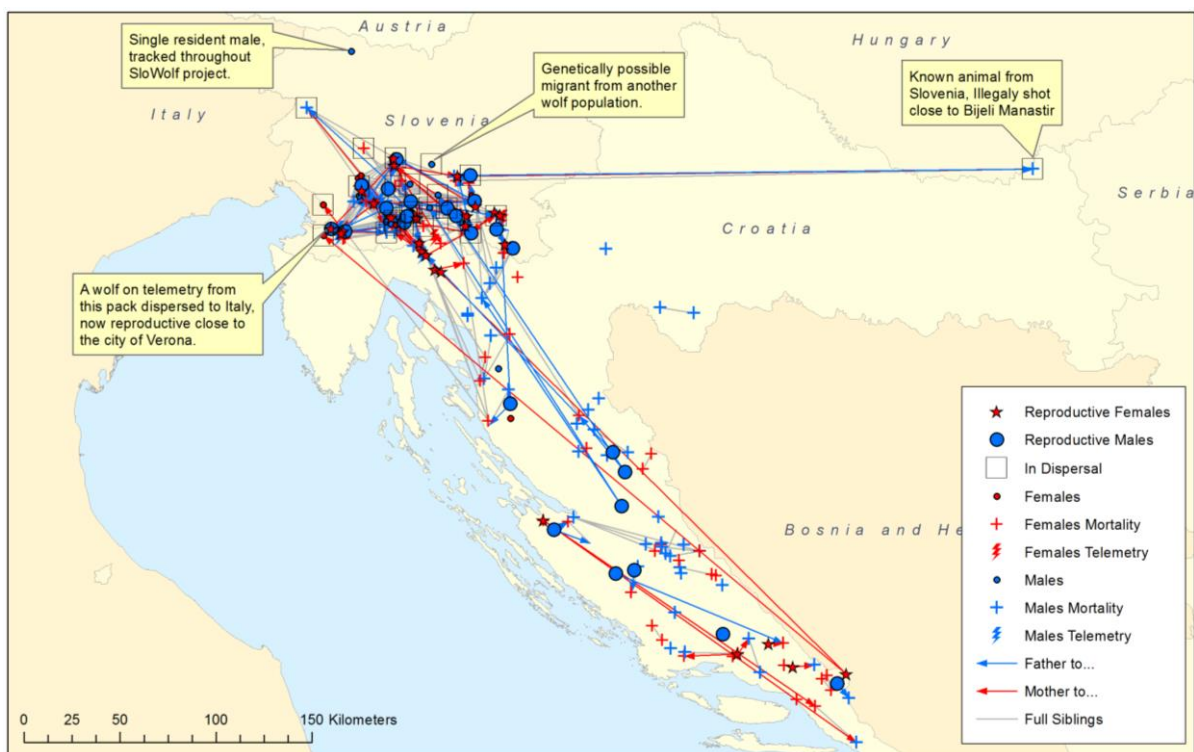 Austria
Hungary
Single resident male,
tracked throughout
SloWolf project.
Genetically possible
migrant from another
wolf population.
Known animal from
Slovenia, Illegaly shot
close to Bijeli Manastir
Italy
Slovenia
Serbia
Croatia
A wolf on telemetry from
this pack dispersed to Italy,
now reproductive close to
the city of Verona.
Bosnia and He
Reproductive Females
Reproductive Males
In Dispersal
Females
Females Mortality
Females Telemetry
Males
Males Mortality
Males Telemetry
Father to...
Mother to...
Full Siblings
0 25 50 100 150 Kilometers